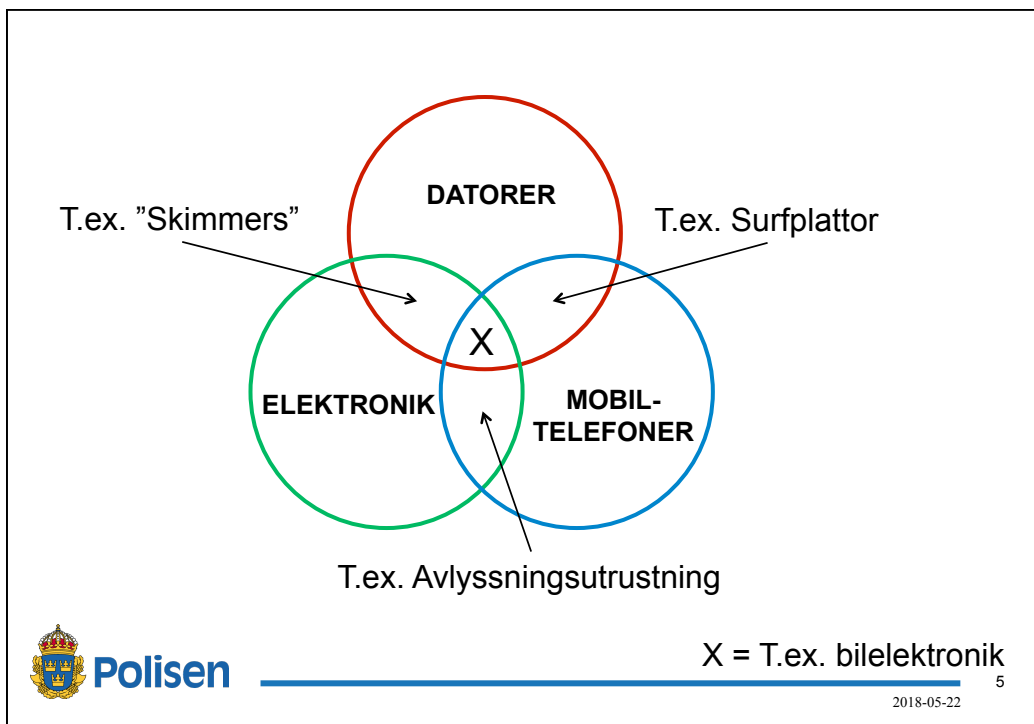 DATORER
T.ex. ”Skimmers”
T.ex. Surfplattor
X
ELEKTRONIK
MOBIL-
TELEFONER
T.ex. Avlyssningsutrustning
Polisen
X = T.ex. bilelektronik
5
2018-05-22